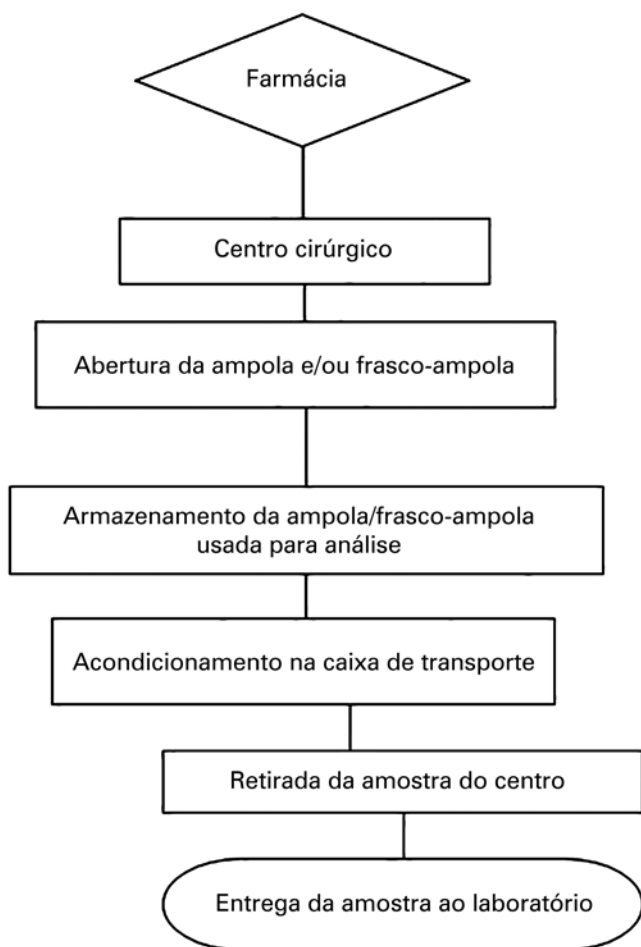 Farmácia
Centro cirúrgico
Abertura da ampola e/ou frasco-ampola
Armazenamento da ampola/frasco-ampola
usada para análise
Acondicionamento na caixa de transporte
Retirada da amostra do centro
Entrega da amostra ao laboratório